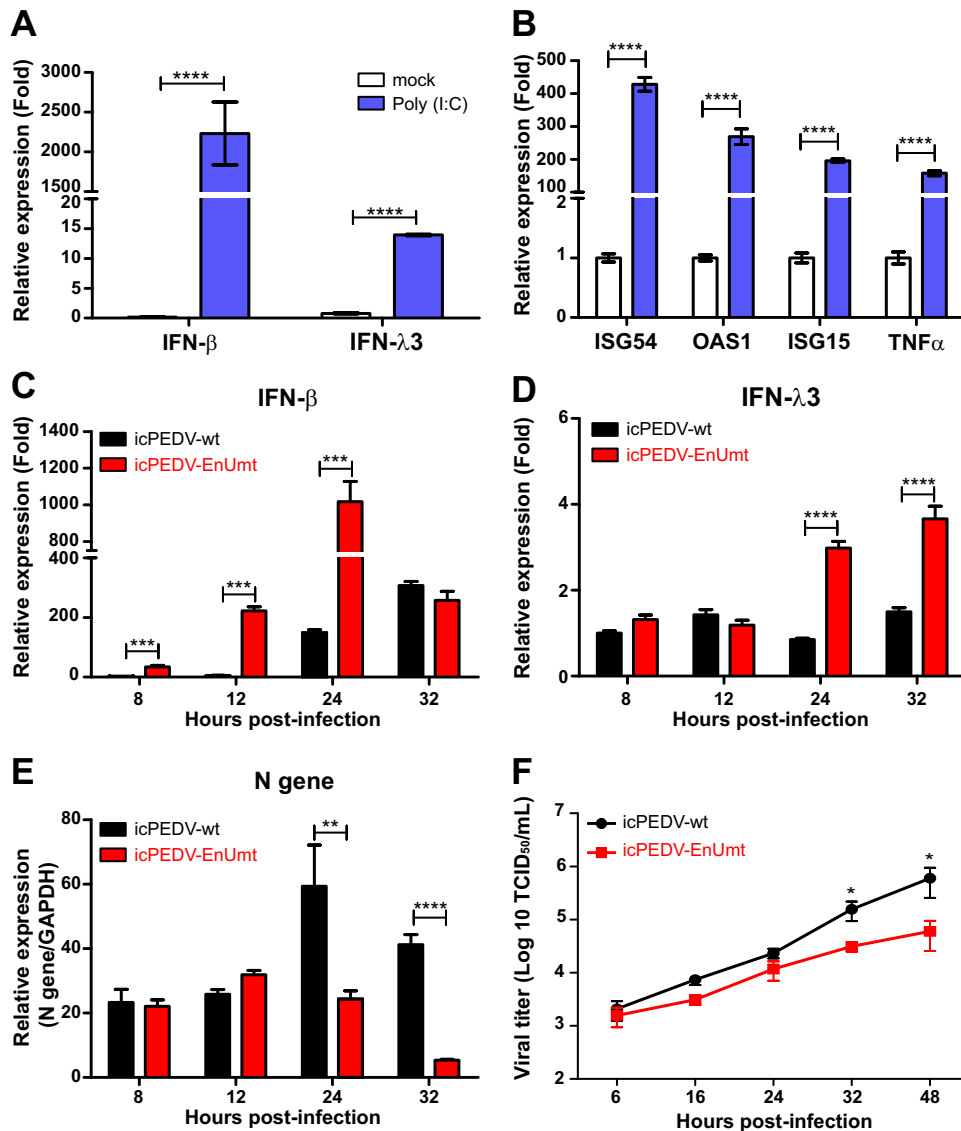 A
Relative expression (Fold)
3000
2500
2000
1500
20
15
10
5
0
****
****
mock
Poly (I:C)
IFN-β
IFN-λ3
B
Relative expression (Fold)
500
400
300
200
100
2
1
0
****
****
****
****
ISG54
OAS1
ISG15
TNFα
C
IFN-β
Relative expression (Fold)
1400
1200
1000
800
600
400
200
0
icPEDV-wt
icPEDV-EnUmt
***
***
***
8
12
24
32
Hours post-infection
D
IFN-λ3
Relative expression (Fold)
6
4
2
0
icPEDV-wt
icPEDV-EnUmt
****
****
8
12
24
32
Hours post-infection
E
N gene
Relative expression
(N gene/GAPDH)
80
60
40
20
0
icPEDV-wt
icPEDV-EnUmt
**
****
8
12
24
32
Hours post-infection
F
Viral titer (Log 10 TCID₅₀/mL)
7
6
5
4
3
2
icPEDV-wt
icPEDV-EnUmt
*
*
6
16
24
32
48
Hours post-infection